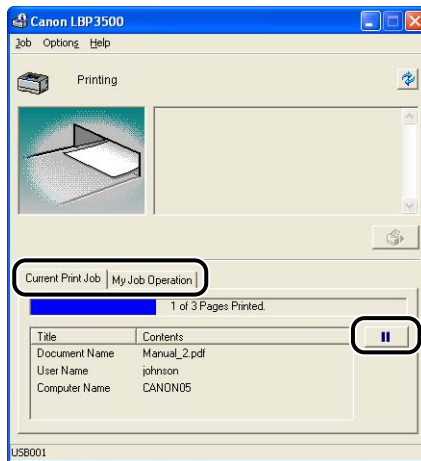 Canon LBP3500
Job Options Help
Printing
Current Print Job My Job Operation
1 of 3 Pages Printed.
Title Contents
Document Name Manual_2.pdf
User Name johnson
Computer Name CANON05
USB001